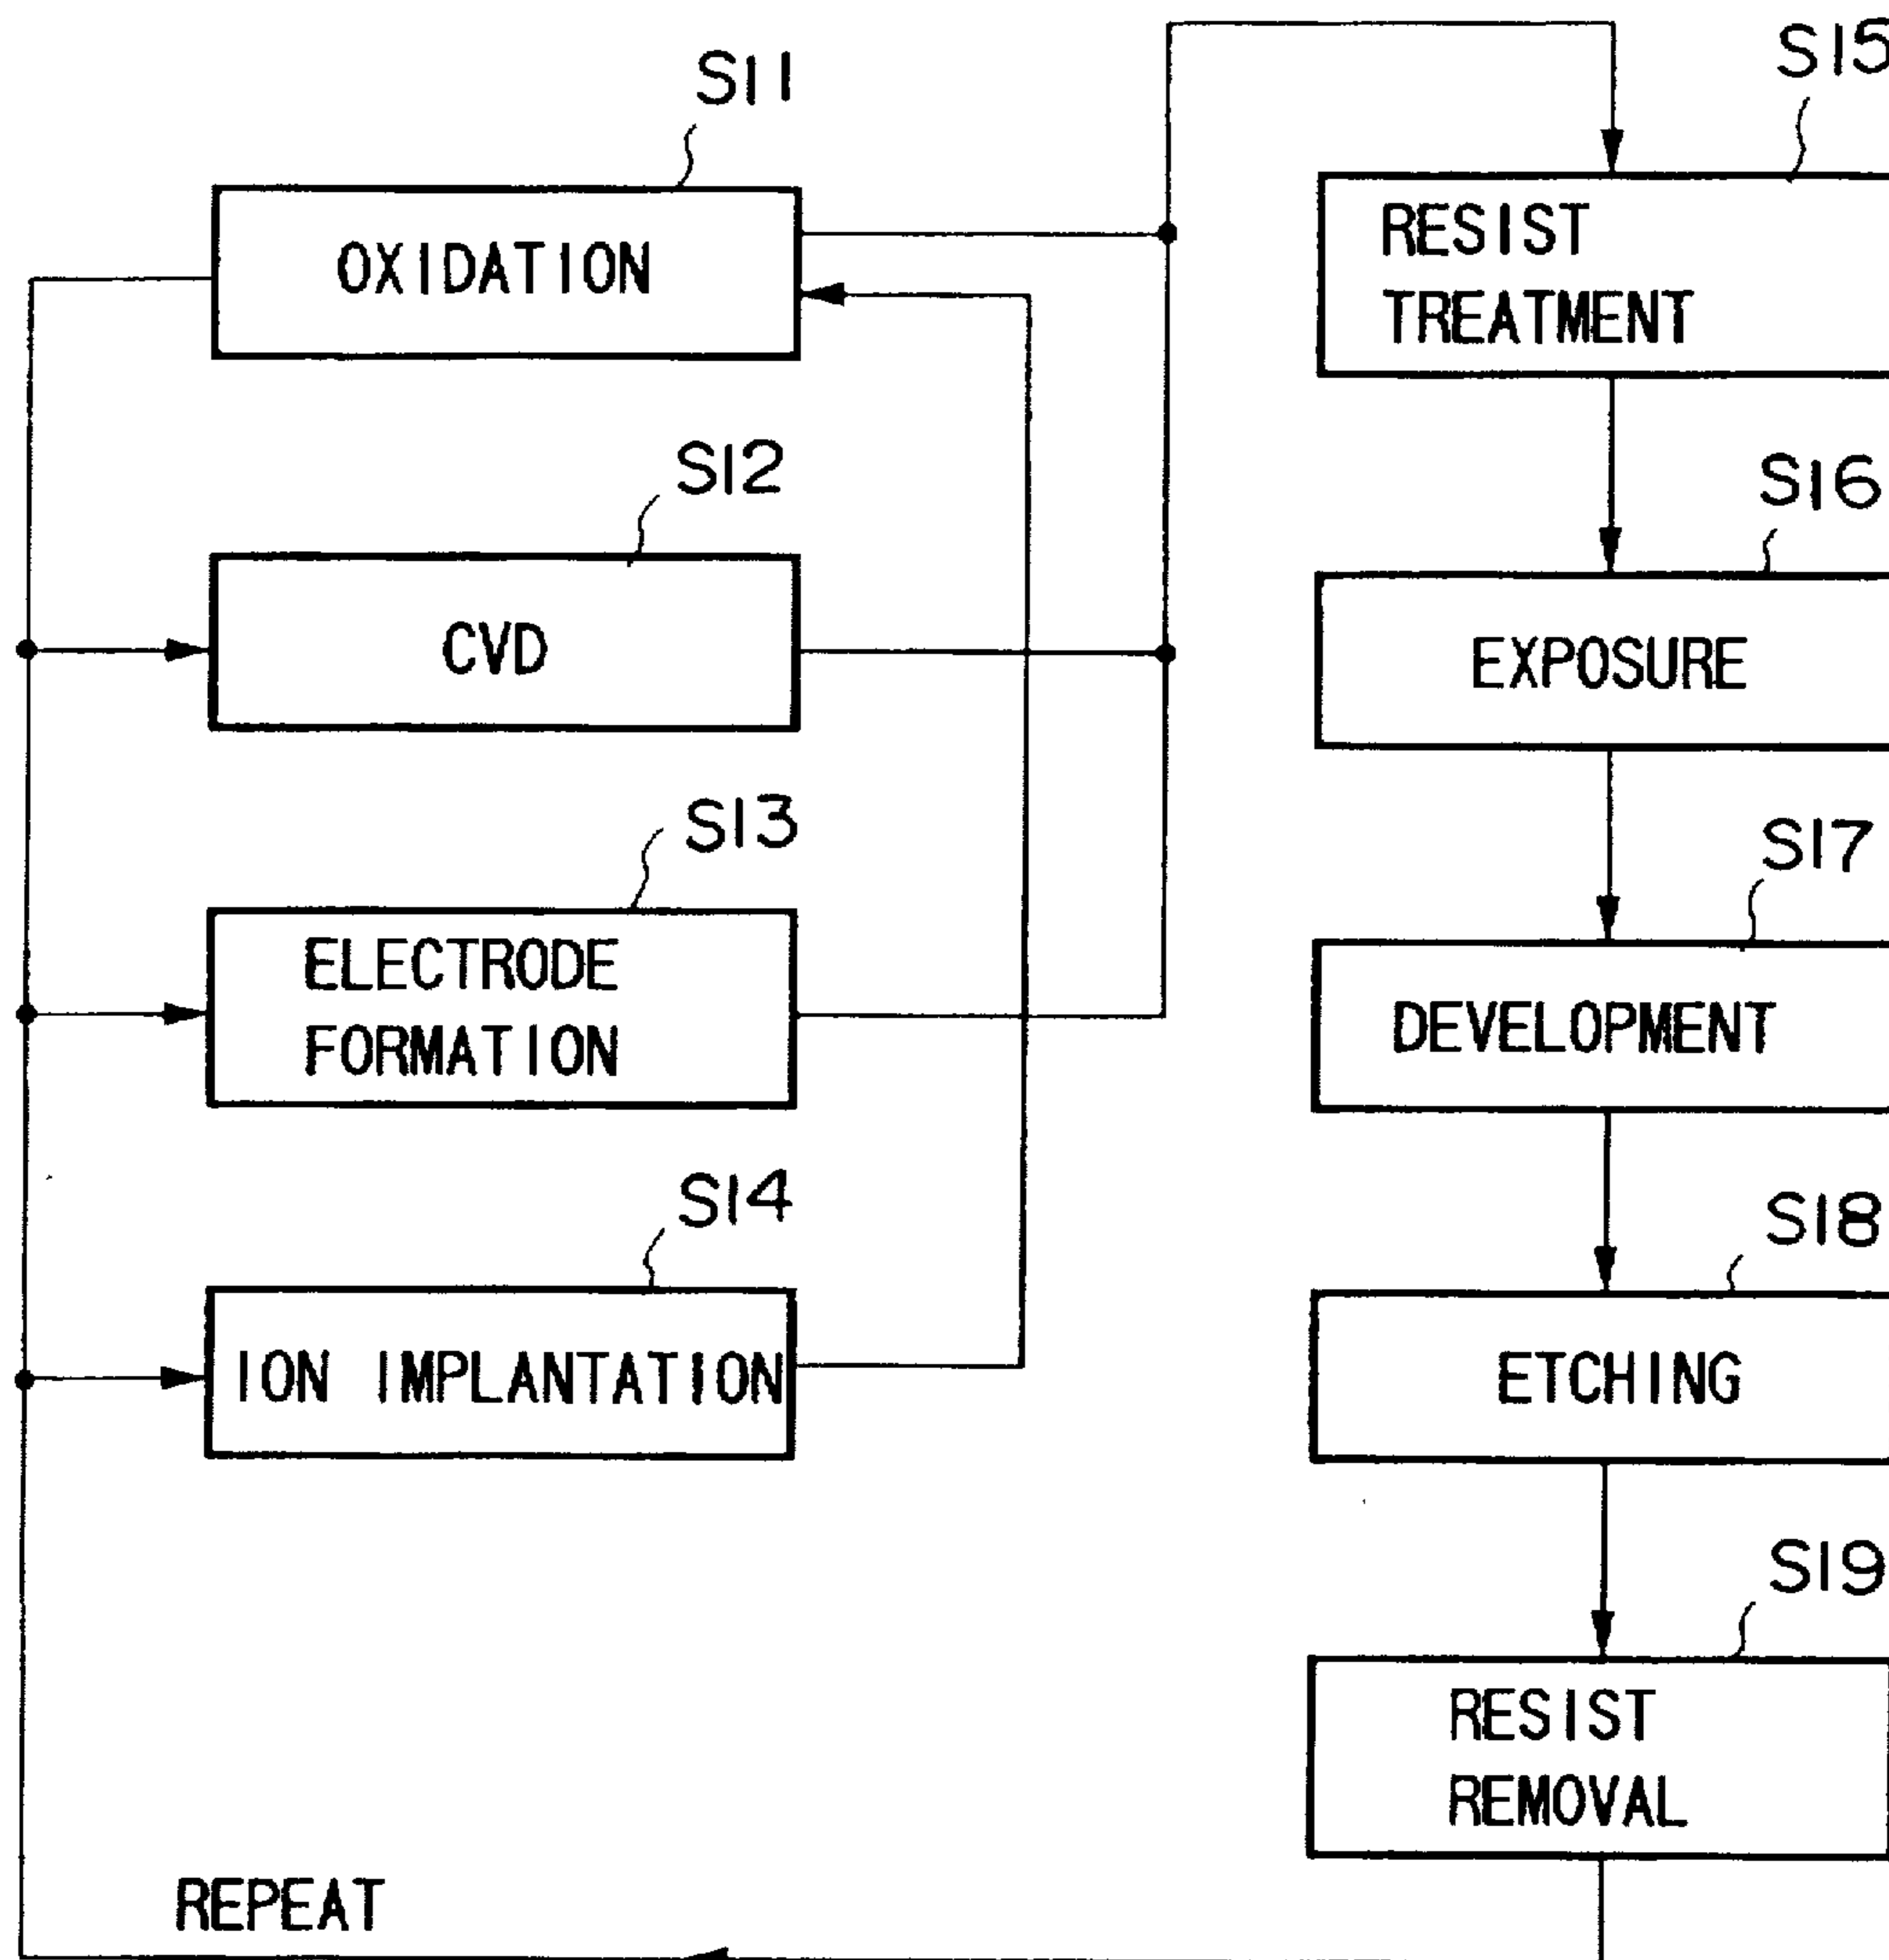 S11
OXIDATION
S12
CVD
S13
ELECTRODE
FORMATION
S14
ION IMPLANTATION
REPEAT
S15
RESIST
TREATMENT
S16
EXPOSURE
S17
DEVELOPMENT
S18
ETCHING
S19
RESIST
REMOVAL